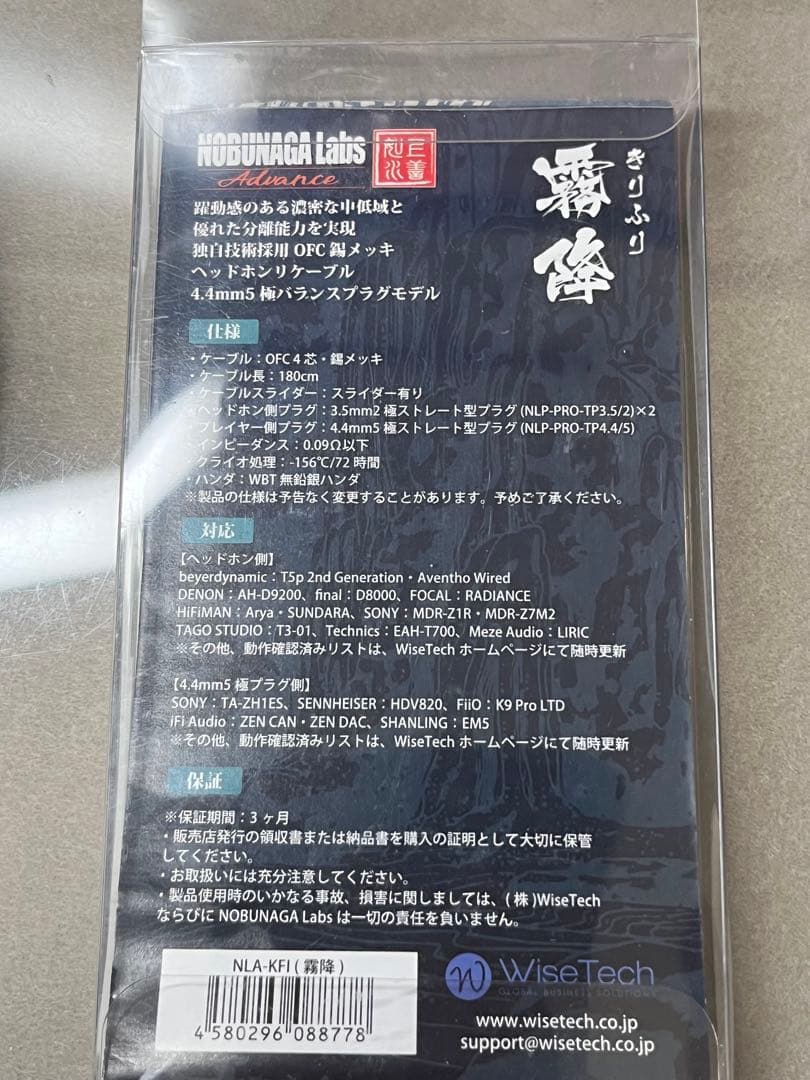 NOBUNAGA Labs
Advance
霧降
きりふり
躍動感のある濃密な中低域と
優れた分離能力を実現
独自技術採用 OFC 錫メッキ
ヘッドホンリケーブル
4.4mm5 極バランスプラグモデル
仕様
・ケーブル：OFC 4 芯・錫メッキ
・ケーブル長：180cm
・ケーブルスライダー：スライダー有り
・ヘッドホン側プラグ：3.5mm2 極ストレート型プラグ (NLP-PRO-TP3.5/2)×2
・プレイヤー側プラグ：4.4mm5 極ストレート型プラグ (NLP-PRO-TP4.4/5)
・インピーダンス：0.09Ω以下
・クライオ処理：-156℃/72 時間
・ハンダ：WBT 無鉛銀ハンダ
※製品の仕様は予告なく変更することがあります。予めご了承ください。
対応
【ヘッドホン側】
beyerdynamic：T5p 2nd Generation・Aventho Wired
DENON：AH-D9200、final：D8000、FOCAL：RADIANCE
HiFiMAN：Arya・SUNDARA、SONY：MDR-Z1R・MDR-Z7M2
TAGO STUDIO：T3-01、Technics：EAH-T700、Meze Audio：LIRIC
※その他、動作確認済みリストは、WiseTech ホームページにて随時更新
【4.4mm5 極プラグ側】
SONY：TA-ZH1ES、SENNHEISER：HDV820、FiiO：K9 Pro LTD
iFi Audio：ZEN CAN・ZEN DAC、SHANLING：EM5
※その他、動作確認済みリストは、WiseTech ホームページにて随時更新
保証
※保証期間：3 ヶ月
・販売店発行の領収書または納品書を購入の証明として大切に保管
してください。
・お取扱いには充分注意してください。
・製品使用時のいかなる事故、損害に関しましては、( 株 )WiseTech
ならびに NOBUNAGA Labs は一切の責任を負いません。
NLA-KFI ( 霧降 )
4 580296 088778
WiseTech
GLOBAL BUSINESS SOLUTIONS
www.wisetech.co.jp
support@wisetech.co.jp